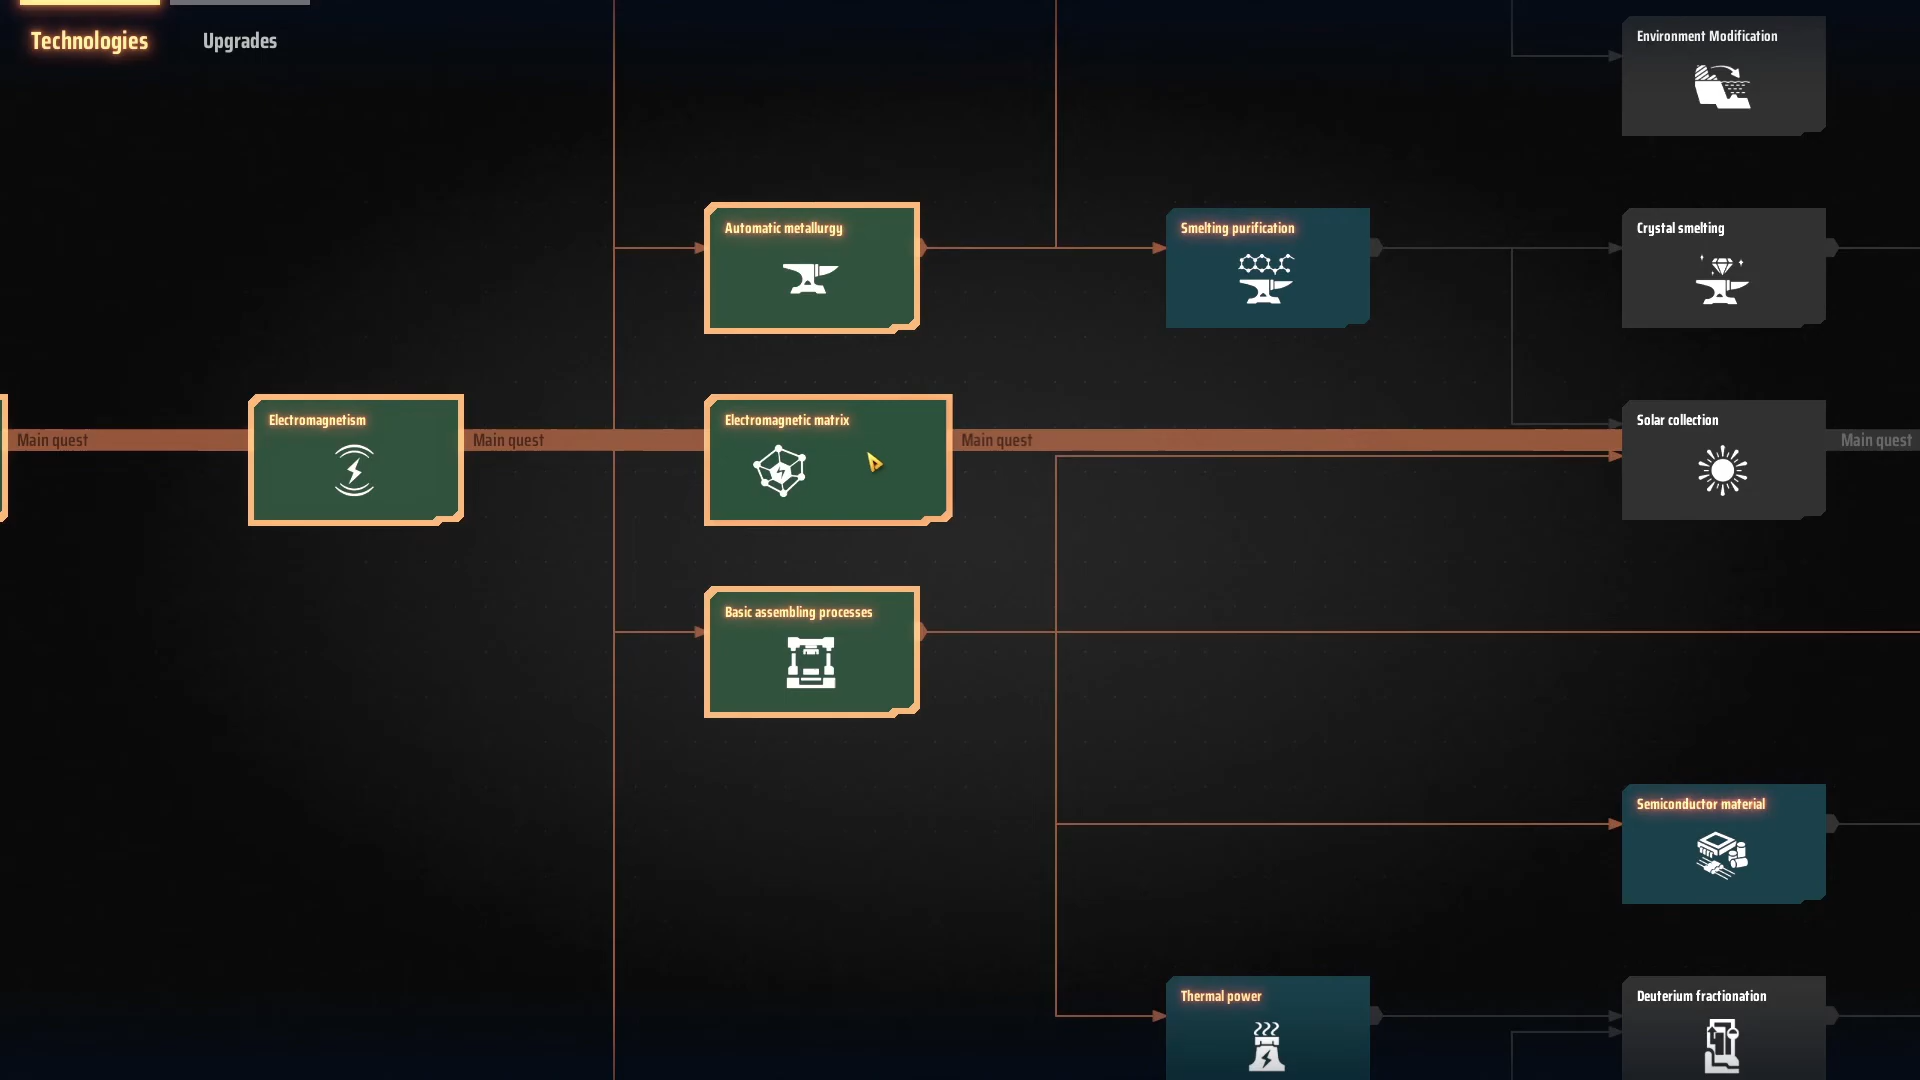 Technologies
Upgrades
Environment Modification
Automatic metallurgy
Smelting purification
Crystal smelting
Main quest
Electromagnetism
Main quest
Electromagnetic matrix
Main quest
Solar collection
Main quest
Basic assembling processes
Semiconductor material
Thermal power
Deuterium fractionation